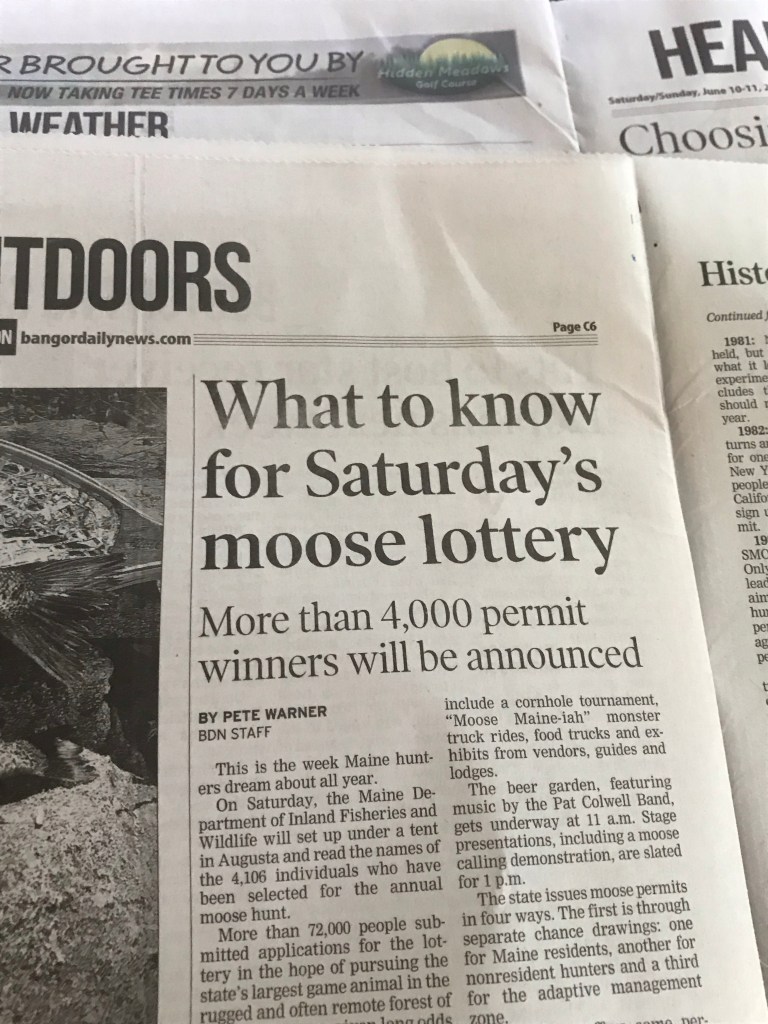 R BROUGHT TO YOU BY
Hidden Meadows
Golf Course
NOW TAKING TEE TIMES 7 DAYS A WEEK
WEATHER
HEA
Saturday/Sunday, June 10-11, 2
Choosi
TDOORS
N bangordailynews.com
Page C6
What to know
for Saturday's
moose lottery
More than 4,000 permit
winners will be announced
BY PETE WARNER
BDN STAFF
This is the week Maine hunt-
ers dream about all year.
On Saturday, the Maine De-
partment of Inland Fisheries and
Wildlife will set up under a tent
in Augusta and read the names of
the 4,106 individuals who have
been selected for the annual
moose hunt.
More than 72,000 people sub-
mitted applications for the lot-
tery in the hope of pursuing the
state's largest game animal in the
rugged and often remote forest of
long odds
include a cornhole tournament,
"Moose Maine-iah" monster
truck rides, food trucks and ex-
hibits from vendors, guides and
lodges.
The beer garden, featuring
music by the Pat Colwell Band,
gets underway at 11 a.m. Stage
presentations, including a moose
calling demonstration, are slated
for 1 p.m.
The state issues moose permits
in four ways. The first is through
separate chance drawings: one
for Maine residents, another for
nonresident hunters and a third
for the adaptive management
zone.
per-
Hist
Continued
1981:
held, but
what it l
experime
cludes t
should
year.
1982:
turns a
for one
New Y
people
Califo
sign u
mit.
19
SMC
Only
lead
aim
hu
pe
ag
pe